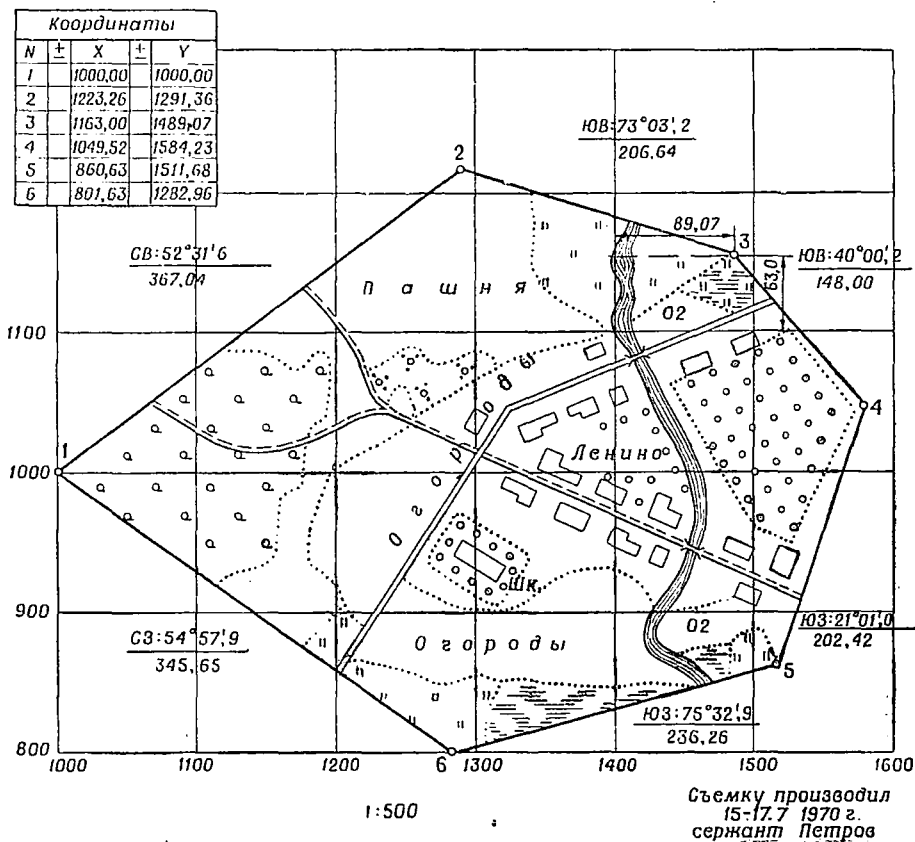 Координаты
N ± X ± Y
1 1000,00 1000,00
2 1223,26 1291,36
3 1163,00 1489,07
4 1049,52 1584,23
5 860,63 1511,68
6 801,63 1282,96
ЮВ:73°03',2
206,64
2
89,07
3
СВ:52°31'6
367,04
ЮВ:40°00',2
148,00
63,0
Пашня
О2
1100
Огороды
4
1
Ленино
1000
Шк.
900
СЗ:54°57',9
345,65
Огороды
О2
ЮЗ:21°01',0
202,42
5
ЮЗ:75°32',9
236,26
800
6
1000 1100 1200 1300 1400 1500 1600
1:500
Съемку производил
15-17.7 1970 г.
сержант Петров